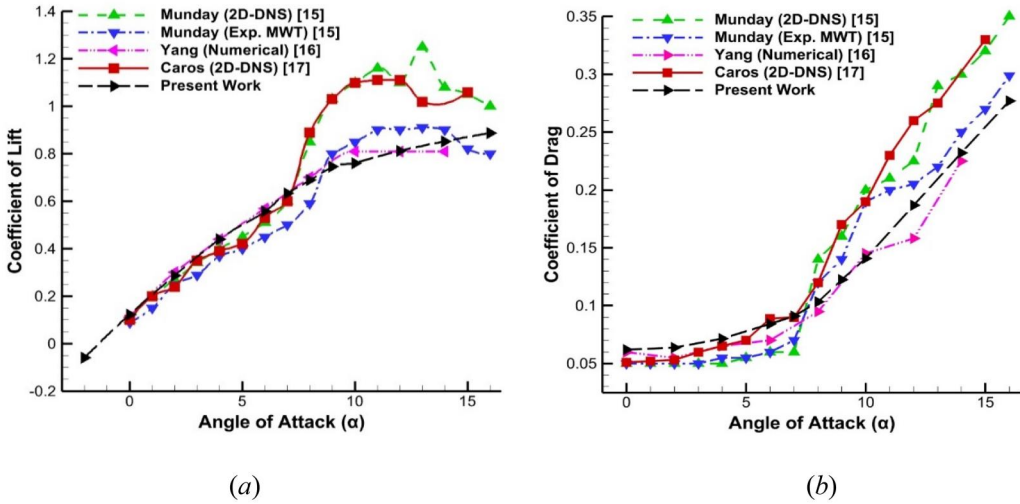 Munday (2D-DNS) [15]
Munday (Exp. MWT) [15]
Yang (Numerical) [16]
Caros (2D-DNS) [17]
Present Work
1.4
1.2
1
0.8
0.6
0.4
0.2
0
-0.2
Coefficient of Lift
0
5
10
15
Angle of Attack (α)
(a)
Munday (2D-DNS) [15]
Munday (Exp. MWT) [15]
Yang (Numerical) [16]
Caros (2D-DNS) [17]
Present Work
0.35
0.3
0.25
0.2
0.15
0.1
0.05
Coefficient of Drag
0
5
10
15
Angle of Attack (α)
(b)